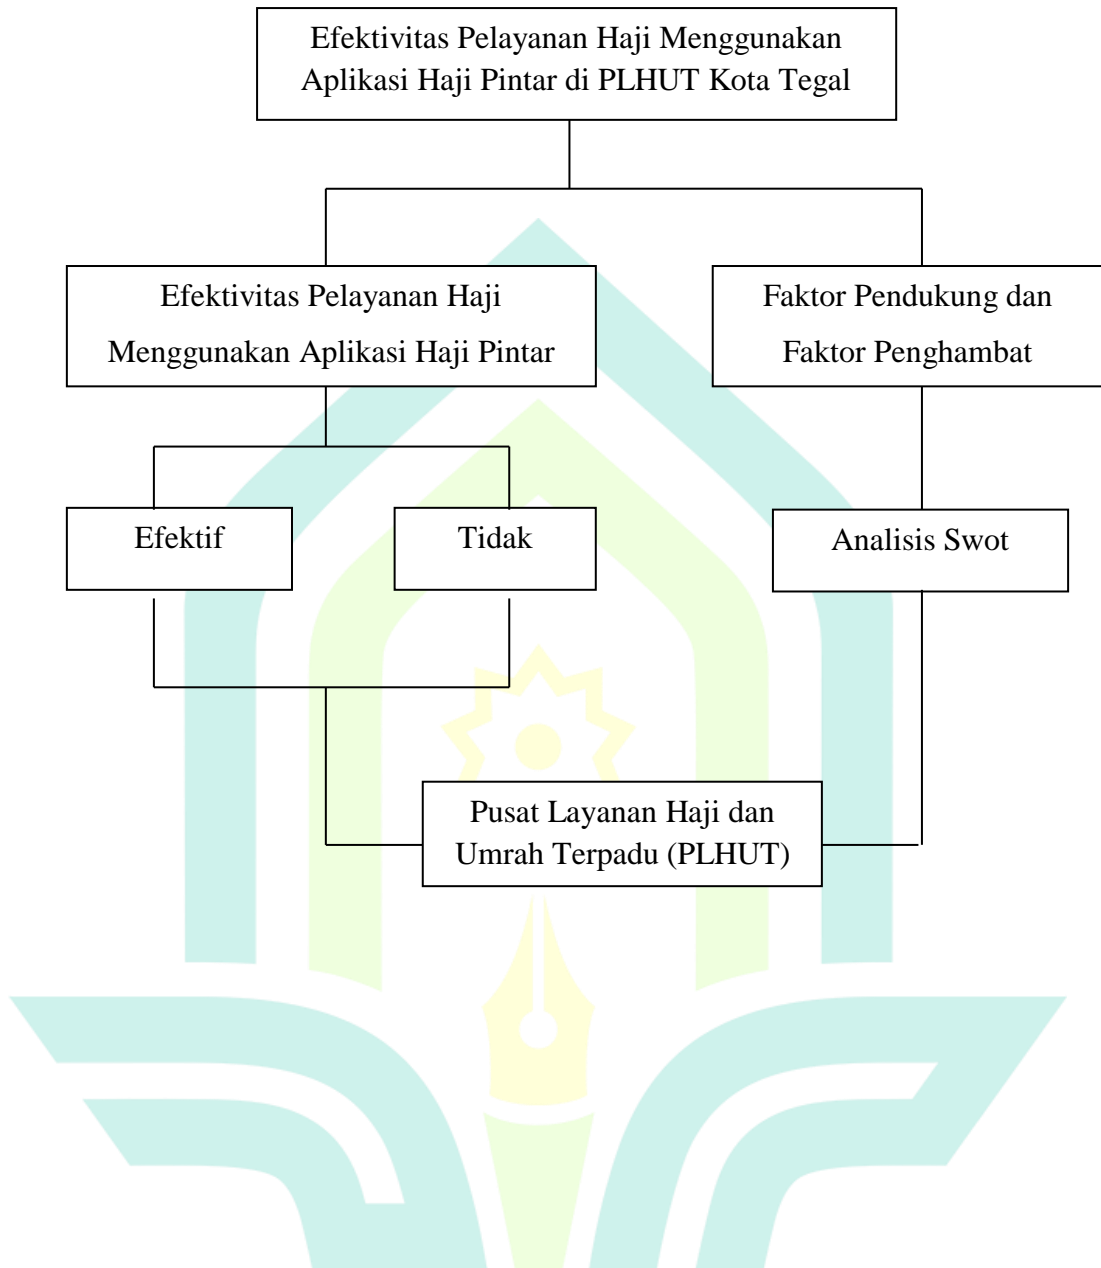 Efektivitas Pelayanan Haji Menggunakan
Aplikasi Haji Pintar di PLHUT Kota Tegal
Efektivitas Pelayanan Haji
Menggunakan Aplikasi Haji Pintar
Faktor Pendukung dan
Faktor Penghambat
Efektif
Tidak
Analisis Swot
Pusat Layanan Haji dan
Umrah Terpadu (PLHUT)